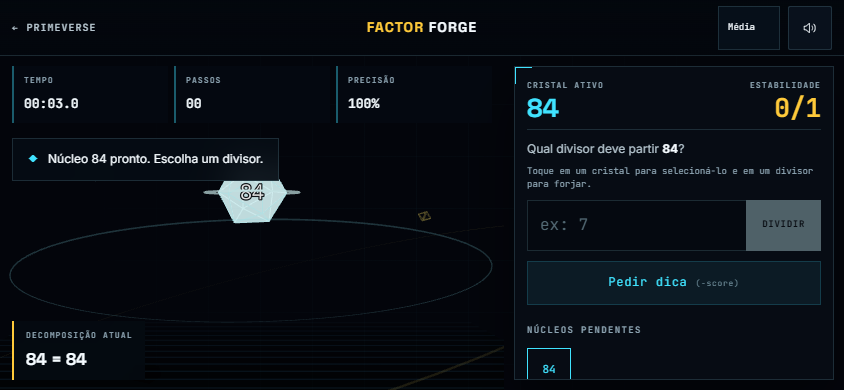 ← PRIMEVERSE
FACTOR FORGE
Média
TEMPO
00:03.0
PASSOS
00
PRECISÃO
100%
Núcleo 84 pronto. Escolha um divisor.
84
DECOMPOSIÇÃO ATUAL
84 = 84
CRISTAL ATIVO
84
ESTABILIDADE
0/1
Qual divisor deve partir 84?
Toque em um cristal para selecioná-lo e em um divisor
para forjar.
ex: 7
DIVIDIR
Pedir dica (-score)
NÚCLEOS PENDENTES
84